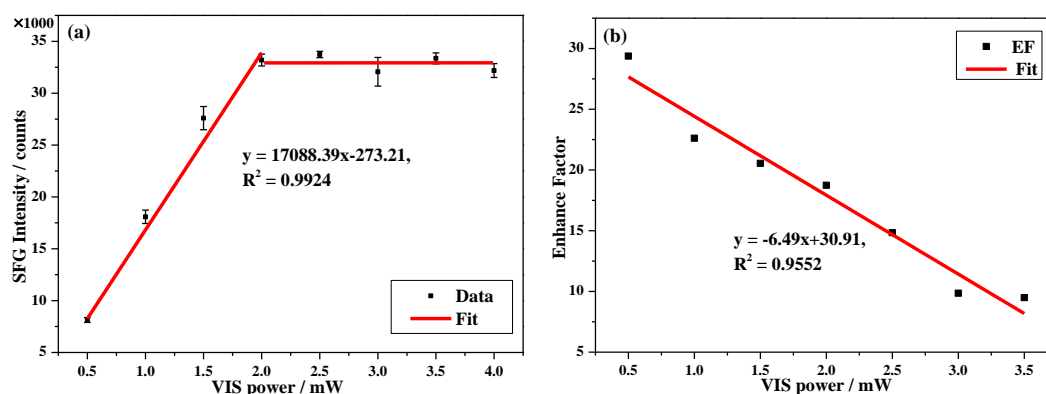 ×1000
(a)
35
30
25
20
15
10
5
SFG Intensity / counts
y = 17088.39x-273.21,
R² = 0.9924
Data
Fit
0.5 1.0 1.5 2.0 2.5 3.0 3.5 4.0
VIS power / mW
(b)
30
25
20
15
10
5
Enhance Factor
EF
Fit
y = -6.49x+30.91,
R² = 0.9552
0.5 1.0 1.5 2.0 2.5 3.0 3.5
VIS power / mW